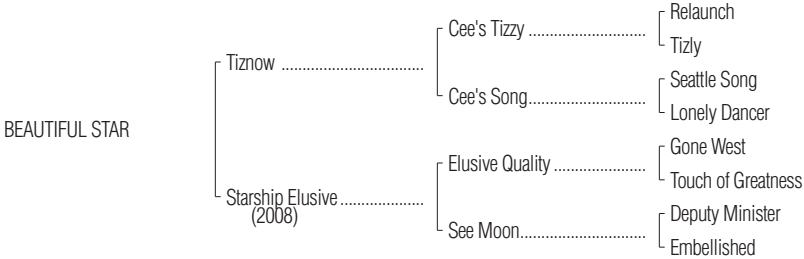 Relaunch
Cee's Tizzy ..............................
Tizly
Tiznow ....................................
Seattle Song
Cee's Song..............................
Lonely Dancer
BEAUTIFUL STAR
Gone West
Elusive Quality ........................
Touch of Greatness
Starship Elusive.....................
(2008)
Deputy Minister
See Moon................................
Embellished